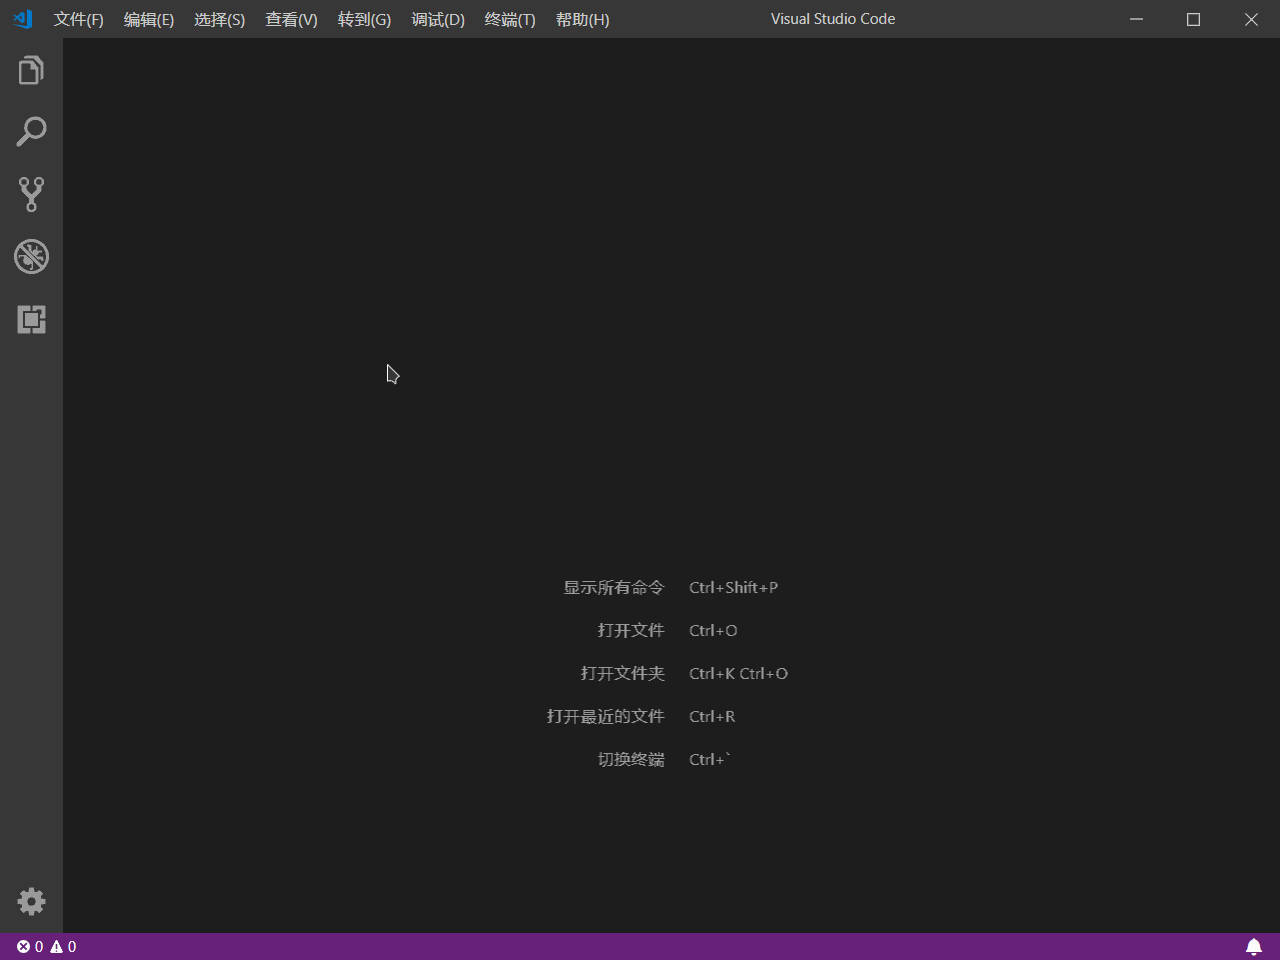 文件(F) 编辑(E) 选择(S) 查看(V) 转到(G) 调试(D) 终端(T) 帮助(H) Visual Studio Code
显示所有命令 Ctrl+Shift+P
打开文件 Ctrl+O
打开文件夹 Ctrl+K Ctrl+O
打开最近的文件 Ctrl+R
切换终端 Ctrl+`
0 0